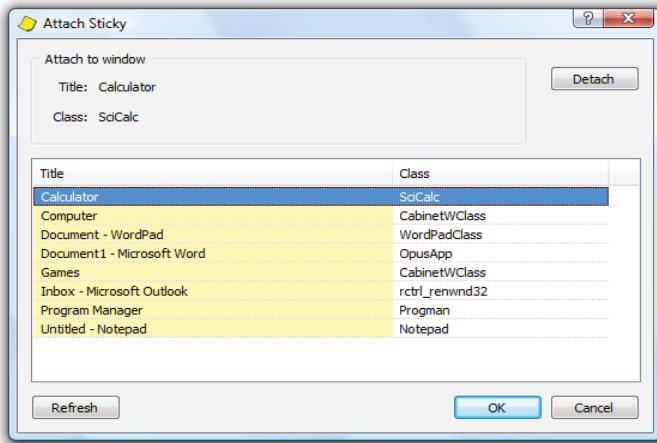 Attach Sticky
Attach to window
Title: Calculator
Detach
Class: SciCalc
Title Class
Calculator SciCalc
Computer CabinetWClass
Document - WordPad WordPadClass
Document1 - Microsoft Word OpusApp
Games CabinetWClass
Inbox - Microsoft Outlook rctrl_renwnd32
Program Manager Progman
Untitled - Notepad Notepad
Refresh OK Cancel